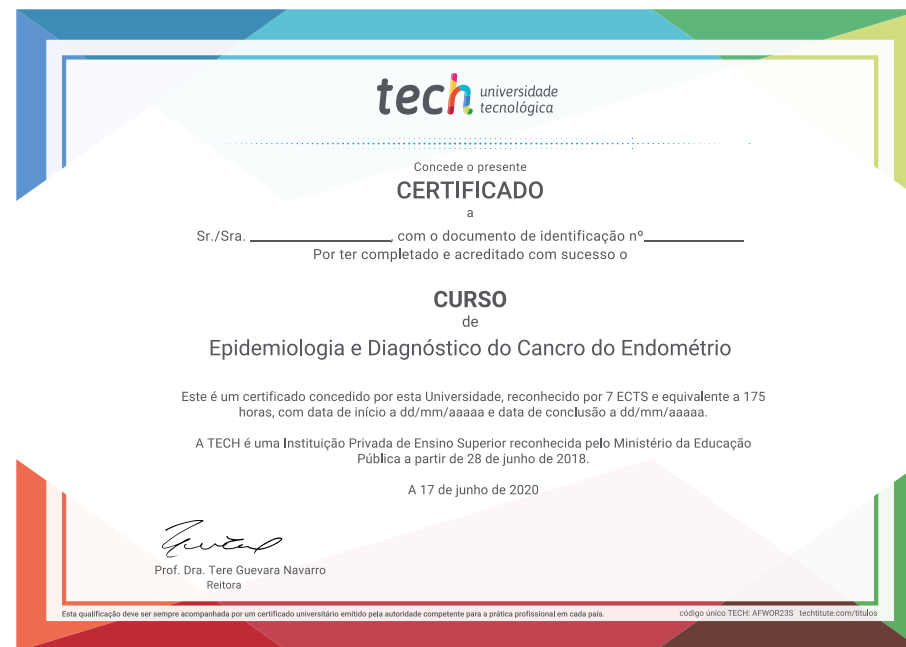 tech universidade
tecnológica
Concede o presente
CERTIFICADO
a
Sr./Sra. ____________________, com o documento de identificação nº______________
Por ter completado e acreditado com sucesso o
CURSO
de
Epidemiologia e Diagnóstico do Cancro do Endométrio
Este é um certificado concedido por esta Universidade, reconhecido por 7 ECTS e equivalente a 175
horas, com data de início a dd/mm/aaaaa e data de conclusão a dd/mm/aaaaa.
A TECH é uma Instituição Privada de Ensino Superior reconhecida pelo Ministério da Educação
Pública a partir de 28 de junho de 2018.
A 17 de junho de 2020
Prof. Dra. Tere Guevara Navarro
Reitora
Esta qualificação deve ser sempre acompanhada por um certificado universitário emitido pela autoridade competente para a prática profissional em cada país.
código único TECH: AFWOR23S techtitute.com/titulos